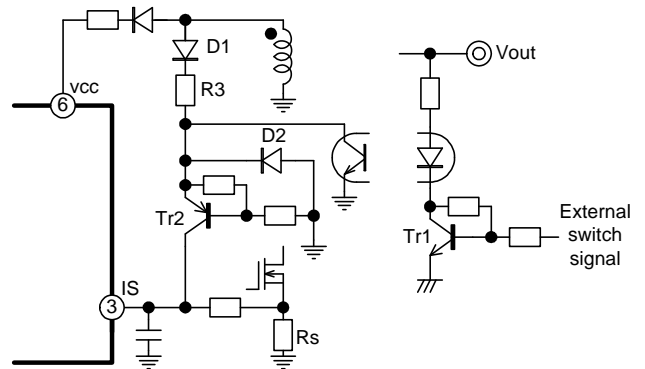 D1
Vout
vcc
6
R3
D2
Tr2
Tr1
External
switch
signal
IS
3
Rs